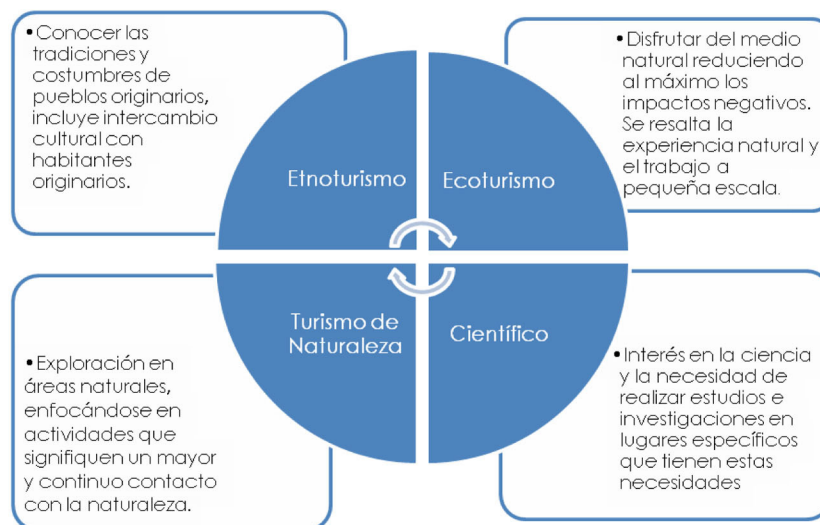 • Conocer las
tradiciones y
costumbres de
pueblos originarios,
incluye intercambio
cultural con
habitantes
originarios.
Etnoturismo
Ecoturismo
• Disfrutar del medio
natural reduciendo
al máximo los
impactos negativos.
Se resalta la
experiencia natural y
el trabajo a
pequeña escala.
• Exploración en
áreas naturales,
enfocándose en
actividades que
signifiquen un mayor
y continuo contacto
con la naturaleza.
Turismo de
Naturaleza
Científico
• Interés en la ciencia
y la necesidad de
realizar estudios e
investigaciones en
lugares específicos
que tienen estas
necesidades